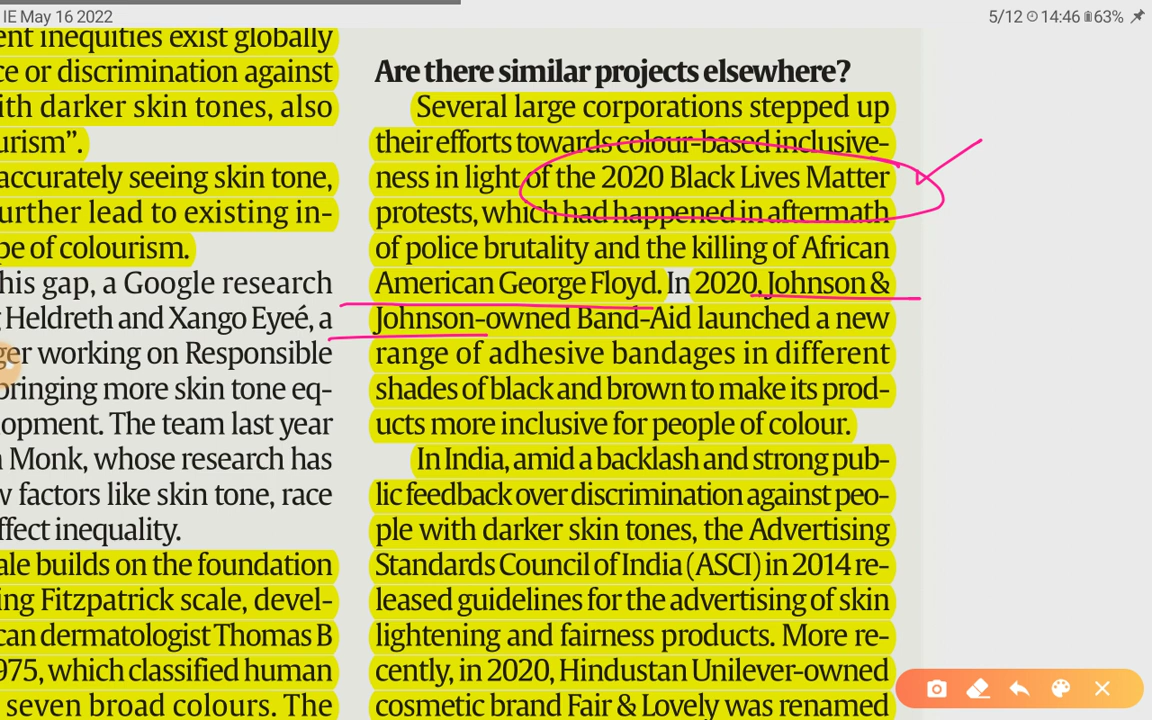 IE May 16 2022
5/12 14:46 63%
ent inequities exist globally
ce or discrimination against
ith darker skin tones, also
urism”.
accurately seeing skin tone,
urther lead to existing in-
pe of colourism.
his gap, a Google research
Heldreth and Xango Eyeé, a
ger working on Responsible
bringing more skin tone eq-
opment. The team last year
Monk, whose research has
w factors like skin tone, race
ffect inequality.
ale builds on the foundation
ing Fitzpatrick scale, devel-
can dermatologist Thomas B
975, which classified human
seven broad colours. The
Are there similar projects elsewhere?
Several large corporations stepped up
their efforts towards colour-based inclusive-
ness in light of the 2020 Black Lives Matter
protests, which had happened in aftermath
of police brutality and the killing of African
American George Floyd. In 2020, Johnson &
Johnson-owned Band-Aid launched a new
range of adhesive bandages in different
shades of black and brown to make its prod-
ucts more inclusive for people of colour.
In India, amid a backlash and strong pub-
lic feedback over discrimination against peo-
ple with darker skin tones, the Advertising
Standards Council of India (ASCI) in 2014 re-
leased guidelines for the advertising of skin
lightening and fairness products. More re-
cently, in 2020, Hindustan Unilever-owned
cosmetic brand Fair & Lovely was renamed